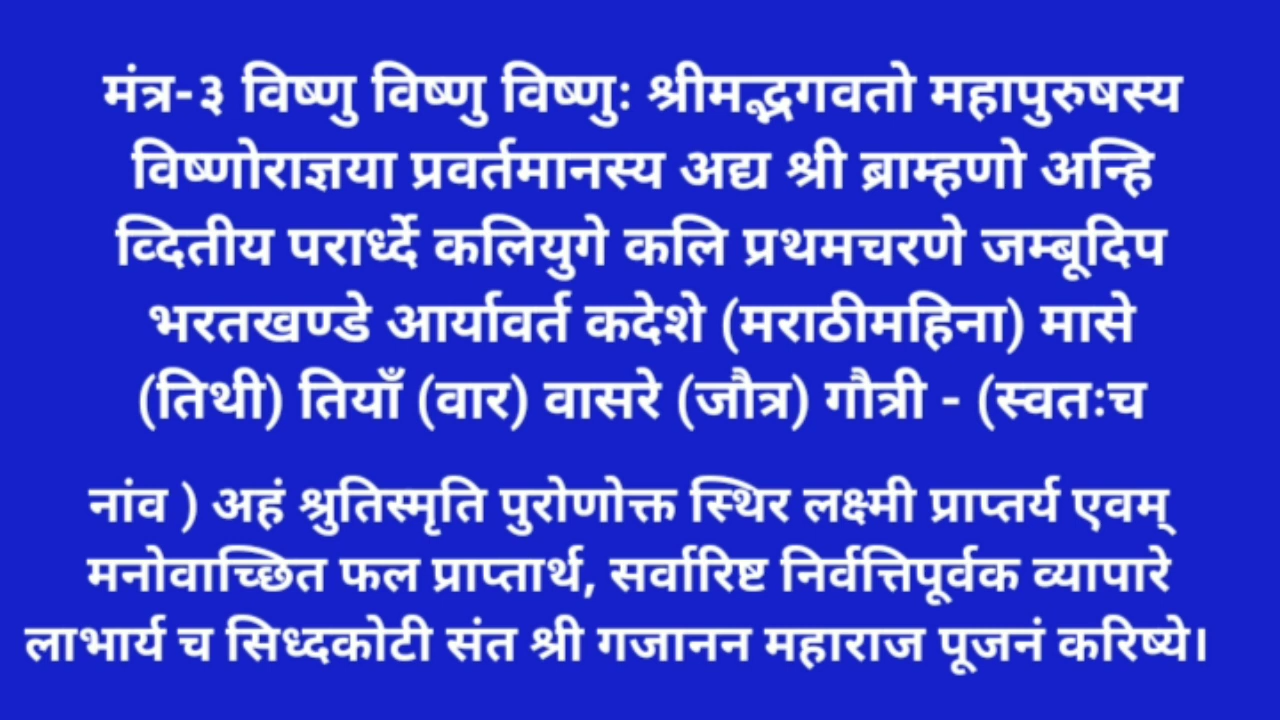 मंत्र-३ विष्णु विष्णु विष्णुः श्रीमद्भगवतो महापुरुषस्य
विष्णोराज्ञया प्रवर्तमानस्य अद्य श्री ब्राम्हणो अन्हि
व्दितीय परार्ध्दे कलियुगे कलि प्रथमचरणे जम्बूदिप
भरतखण्डे आर्यावर्त कदेशे (मराठीमहिना) मासे
(तिथी) तियाँ (वार) वासरे (जौत्र) गौत्री - (स्वतःच
नांव ) अहं श्रुतिस्मृति पुरोणोक्त स्थिर लक्ष्मी प्राप्तर्य एवम्
मनोवाच्छित फल प्राप्तार्थ, सर्वारिष्ट निर्वत्तिपूर्वक व्यापारे
लाभार्य च सिध्दकोटी संत श्री गजानन महाराज पूजनं करिष्ये।